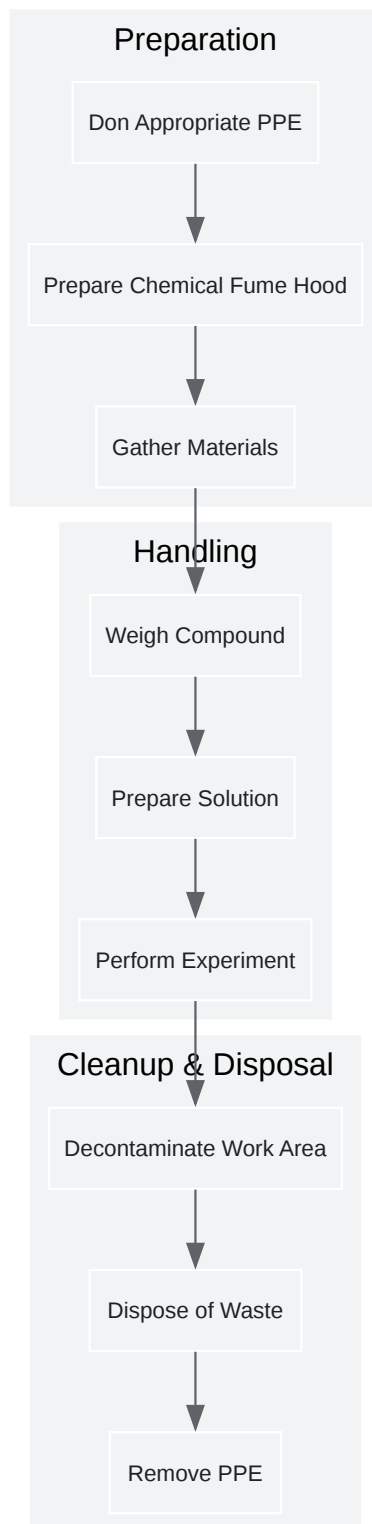 Preparation
Don Appropriate PPE
Prepare Chemical Fume Hood
Gather Materials
Handling
Weigh Compound
Prepare Solution
Perform Experiment
Cleanup & Disposal
Decontaminate Work Area
Dispose of Waste
Remove PPE